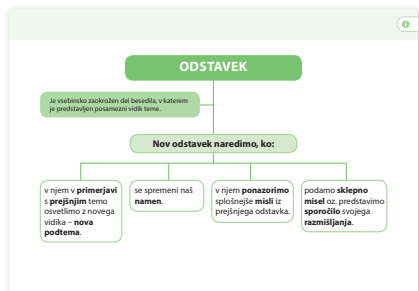 ODSTAVEK
Je vsebinsko zaokrožen del besedila, v katerem
je predstavljen posamezni vidik teme.
Nov odstavek naredimo, ko:
v njem v primerjavi
s prejšnjim temo
osvetlimo z novega
vidika – nova
podtema.
se spremeni naš
namen.
v njem ponazorimo
splošnejše misli iz
prejšnjega odstavka.
podamo sklepno
misel oz. predstavimo
sporočilo svojega
razmišljanja.